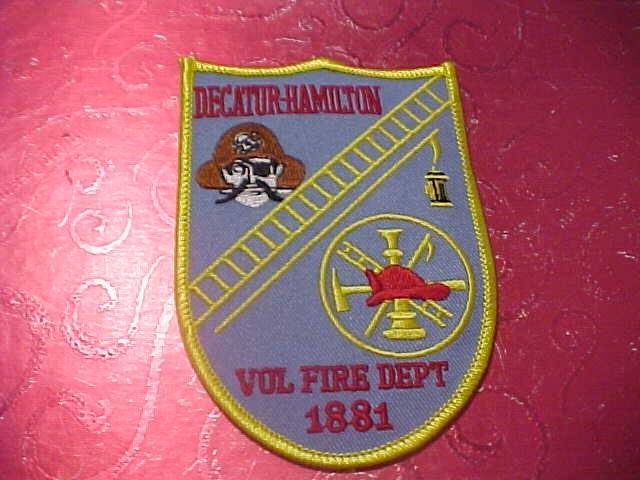 DECATUR-HAMILTON
VOL FIRE DEPT
1881